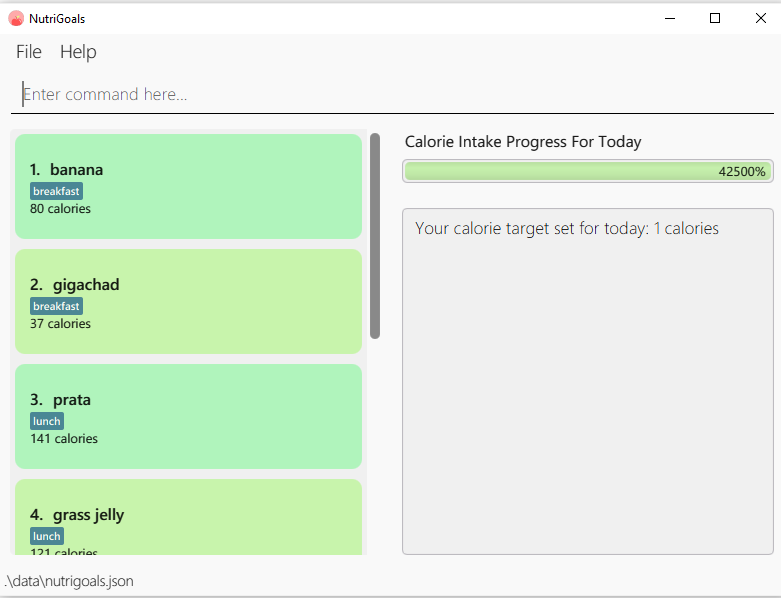 NutriGoals
File Help
Enter command here...
1. banana
breakfast
80 calories
2. gigachad
breakfast
37 calories
3. prata
lunch
141 calories
4. grass jelly
lunch
121 calories
Calorie Intake Progress For Today
42500%
Your calorie target set for today: 1 calories
.\data\nutrigoals.json